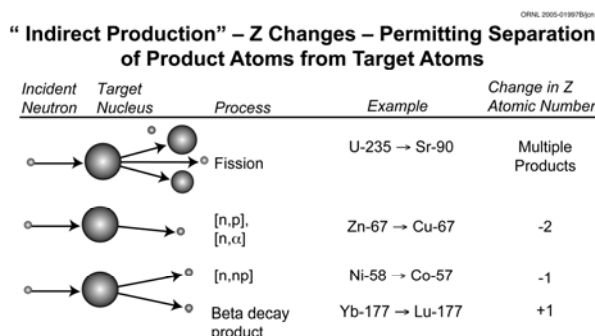 ORNL 2005-01997B/jcn
“ Indirect Production” – Z Changes – Permitting Separation
of Product Atoms from Target Atoms
Incident Target Change in Z
Neutron Nucleus Process Example Atomic Number
Fission U-235 → Sr-90 Multiple
Products
[n,p],
[n,α] Zn-67 → Cu-67 -2
[n,np] Ni-58 → Co-57 -1
Beta decay Yb-177 → Lu-177 +1
product